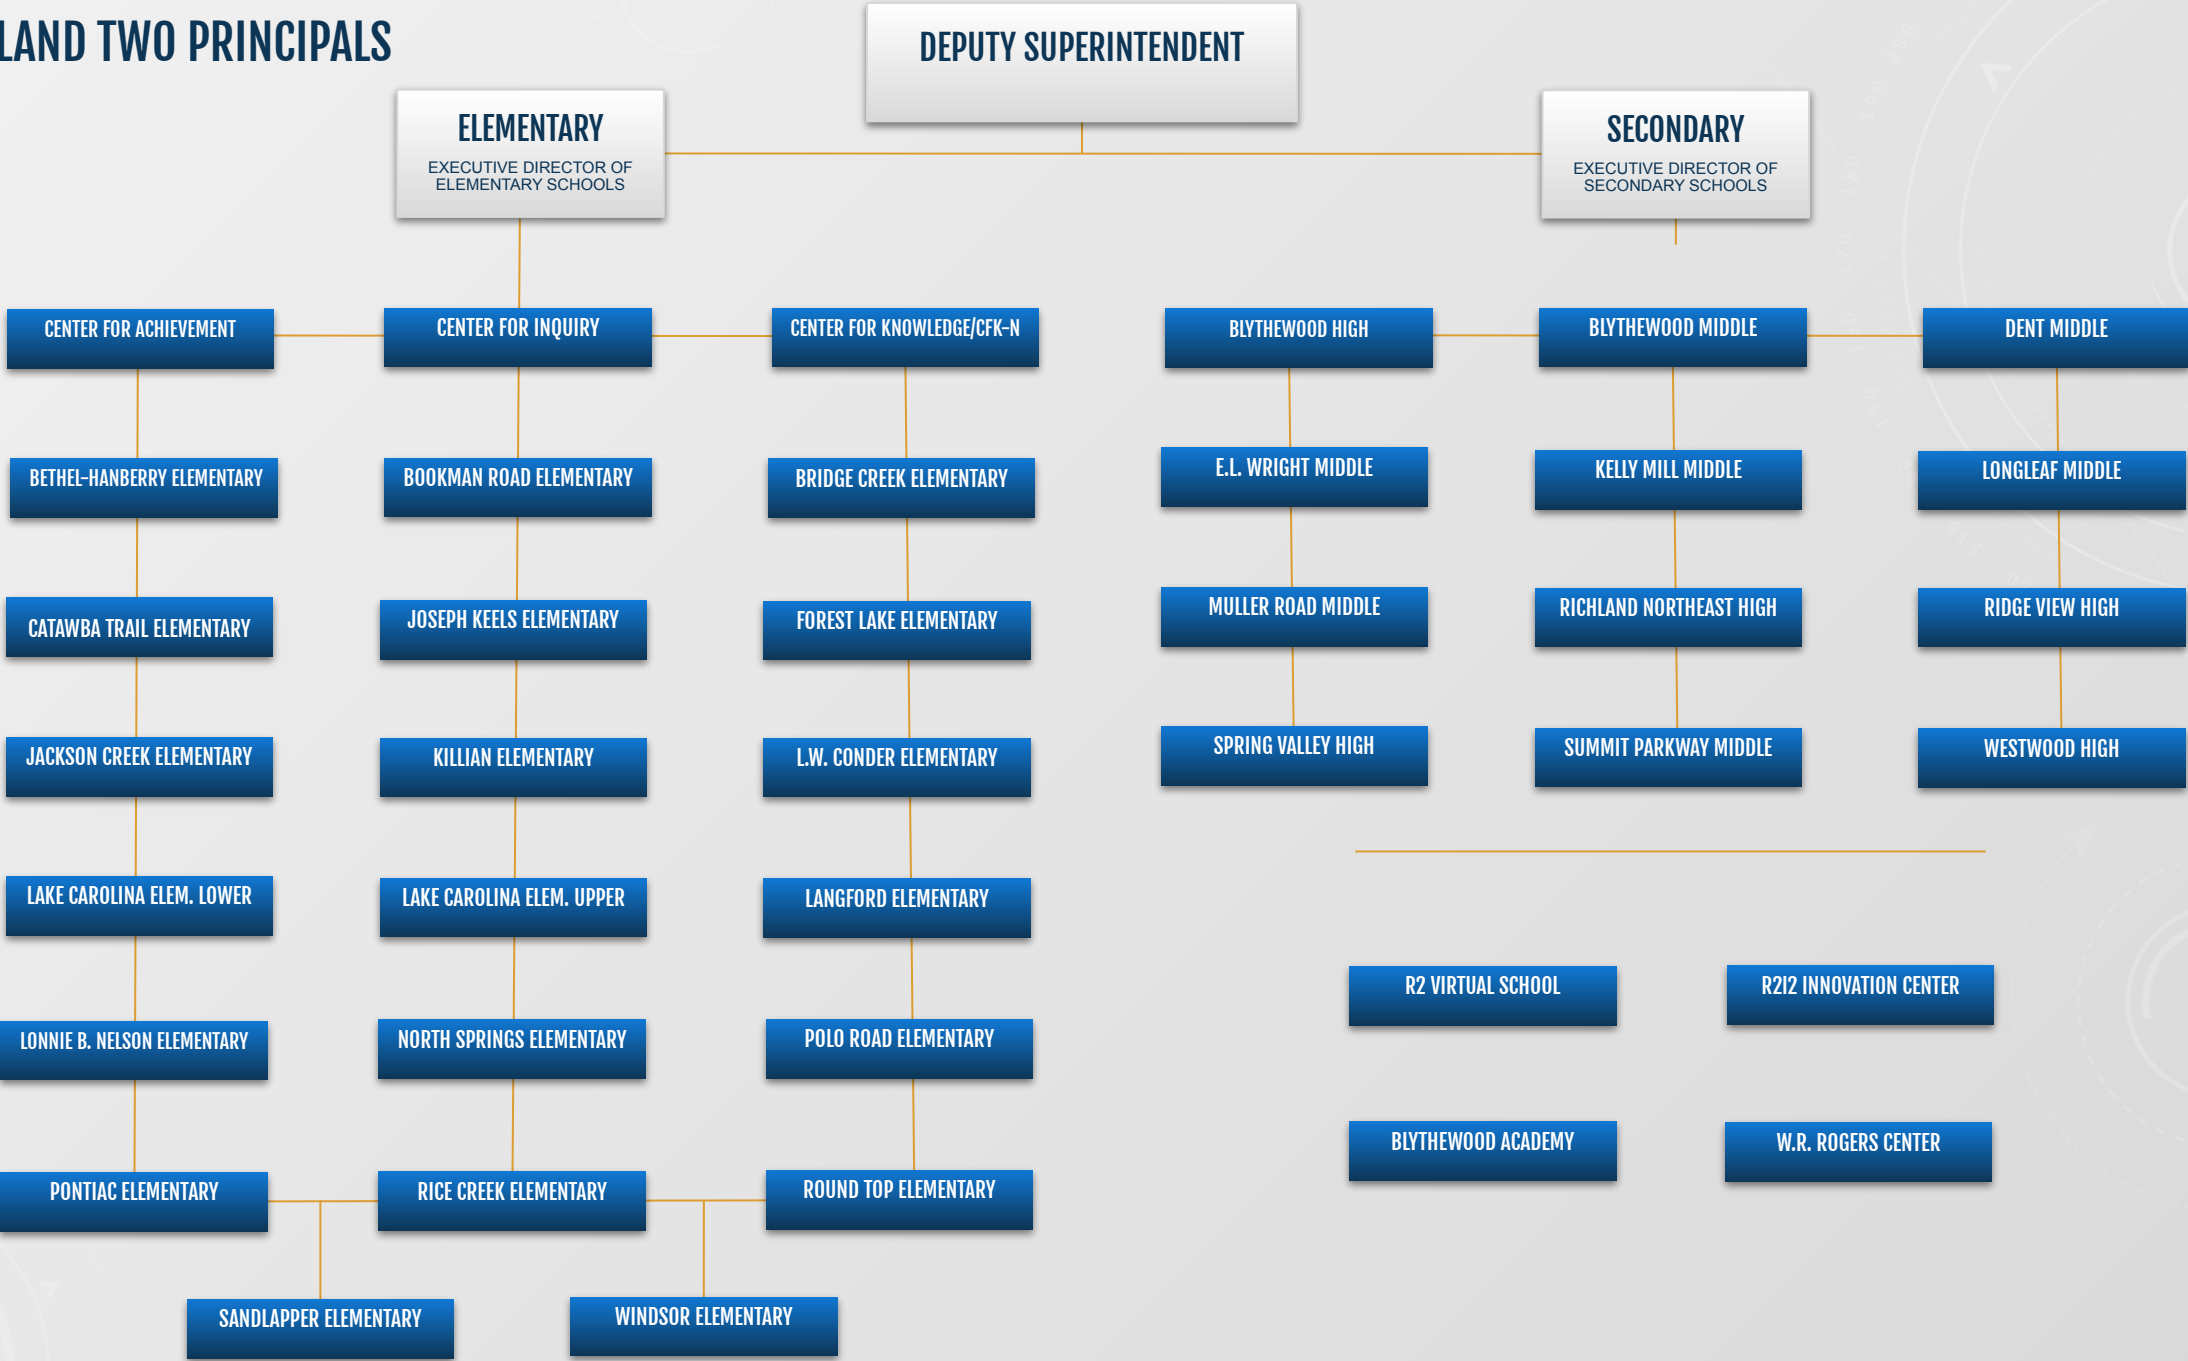 LAND TWO PRINCIPALS
DEPUTY SUPERINTENDENT
ELEMENTARY
EXECUTIVE DIRECTOR OF
ELEMENTARY SCHOOLS
SECONDARY
EXECUTIVE DIRECTOR OF
SECONDARY SCHOOLS
CENTER FOR ACHIEVEMENT
CENTER FOR INQUIRY
CENTER FOR KNOWLEDGE/CFK-N
BLYTHEWOOD HIGH
BLYTHEWOOD MIDDLE
DENT MIDDLE
BETHEL-HANBERRY ELEMENTARY
BOOKMAN ROAD ELEMENTARY
BRIDGE CREEK ELEMENTARY
E.L. WRIGHT MIDDLE
KELLY MILL MIDDLE
LONGLEAF MIDDLE
CATAWBA TRAIL ELEMENTARY
JOSEPH KEELS ELEMENTARY
FOREST LAKE ELEMENTARY
MULLER ROAD MIDDLE
RICHLAND NORTHEAST HIGH
RIDGE VIEW HIGH
JACKSON CREEK ELEMENTARY
KILLIAN ELEMENTARY
L.W. CONDER ELEMENTARY
SPRING VALLEY HIGH
SUMMIT PARKWAY MIDDLE
WESTWOOD HIGH
LAKE CAROLINA ELEM. LOWER
LAKE CAROLINA ELEM. UPPER
LANGFORD ELEMENTARY
R2 VIRTUAL SCHOOL
R2I2 INNOVATION CENTER
LONNIE B. NELSON ELEMENTARY
NORTH SPRINGS ELEMENTARY
POLO ROAD ELEMENTARY
BLYTHEWOOD ACADEMY
W.R. ROGERS CENTER
PONTIAC ELEMENTARY
RICE CREEK ELEMENTARY
ROUND TOP ELEMENTARY
SANDLAPPER ELEMENTARY
WINDSOR ELEMENTARY